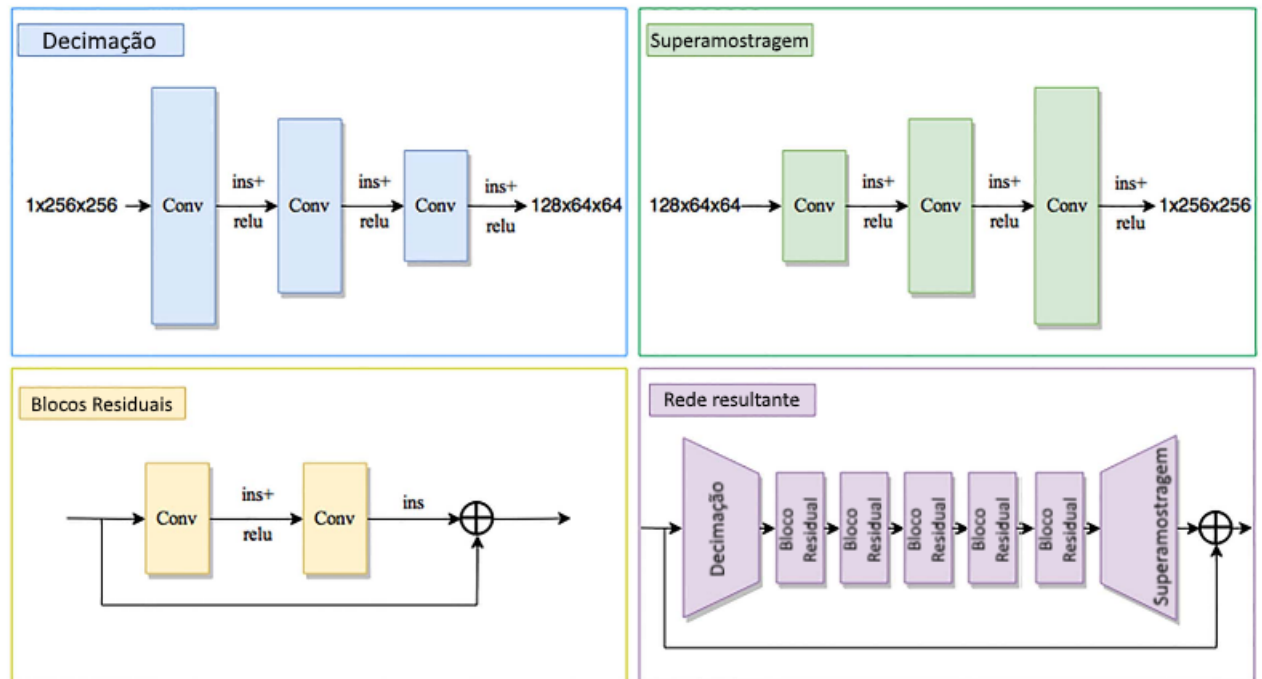 Decimação
1x256x256
Conv
ins+
relu
Conv
ins+
relu
Conv
ins+
relu
128x64x64
Superamostragem
128x64x64
Conv
ins+
relu
Conv
ins+
relu
Conv
ins+
relu
1x256x256
Blocos Residuais
Conv
ins+
relu
Conv
ins
Rede resultante
Decimação
Bloco
Residual
Bloco
Residual
Bloco
Residual
Bloco
Residual
Bloco
Residual
Superamostragem